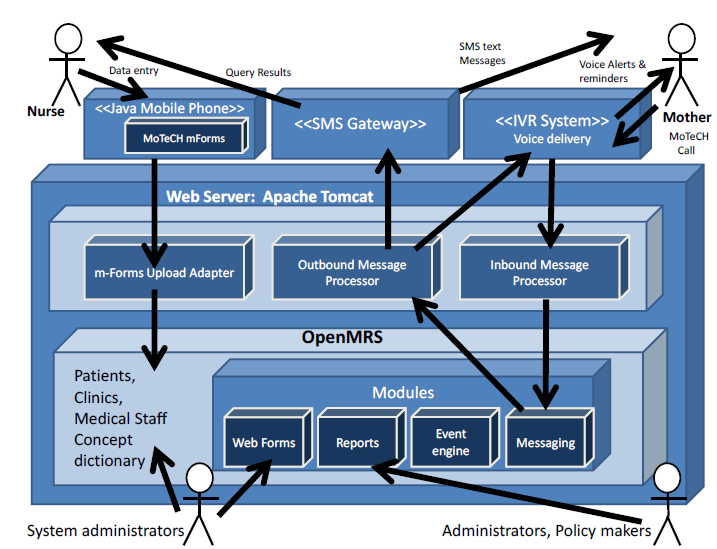 SMS text
Messages
Data entry
Query Results
Voice Alerts &
reminders
Nurse
Mother
MoTeCH
Call
<<Java Mobile Phone>>
MoTeCH mForms
<<SMS Gateway>>
<<IVR System>>
Voice delivery
Web Server: Apache Tomcat
m-Forms Upload Adapter
Outbound Message
Processor
Inbound Message
Processor
OpenMRS
Patients,
Clinics,
Medical Staff
Concept
dictionary
Modules
Web Forms
Reports
Event
engine
Messaging
System administrators
Administrators, Policy makers